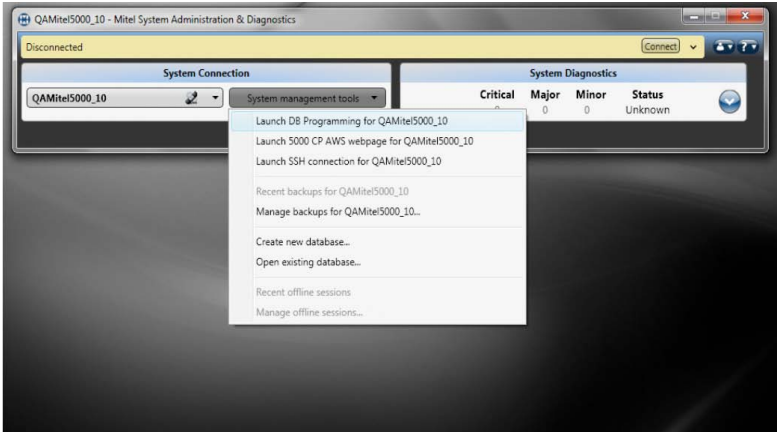 QAMitel5000_10 - Mitel System Administration & Diagnostics
Disconnected
Connect
System Connection
System Diagnostics
QAMitel5000_10
System management tools
Critical Major Minor Status
0 0 0 Unknown
Launch DB Programming for QAMitel5000_10
Launch 5000 CP AWS webpage for QAMitel5000_10
Launch SSH connection for QAMitel5000_10
Recent backups for QAMitel5000_10
Manage backups for QAMitel5000_10...
Create new database...
Open existing database...
Recent offline sessions
Manage offline sessions...